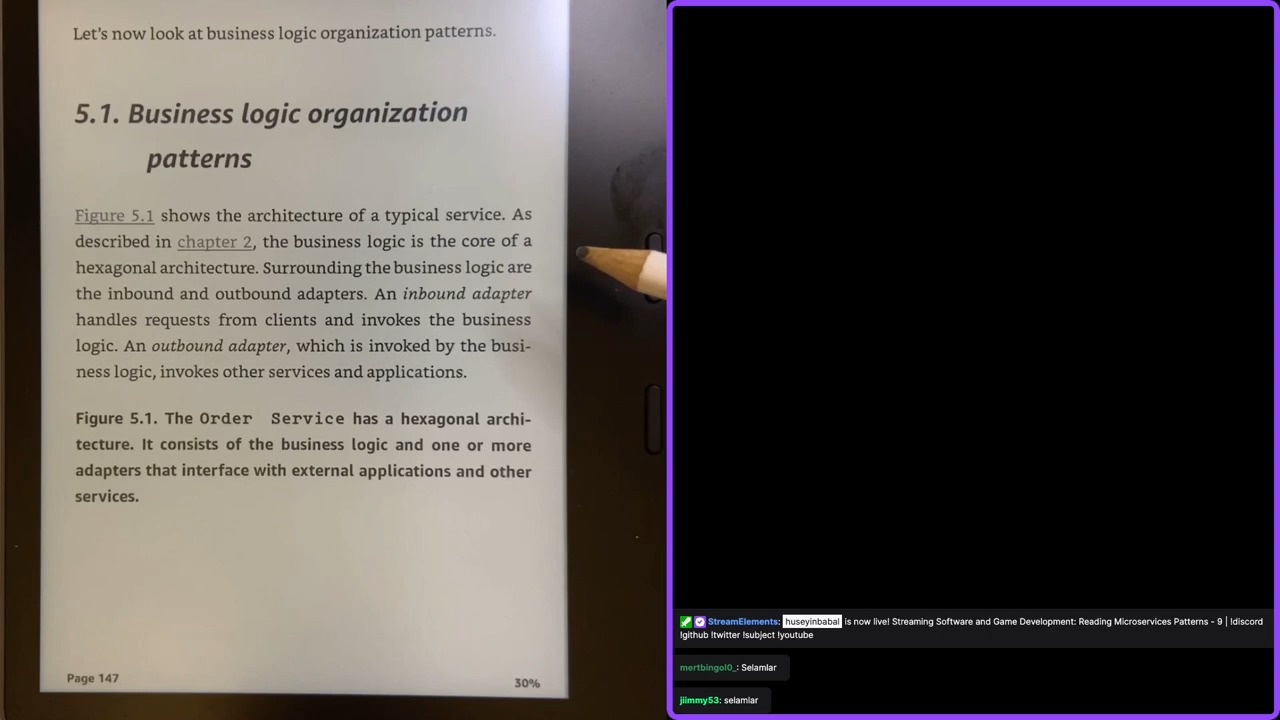 Let's now look at business logic organization patterns.
5.1. Business logic organization
patterns
Figure 5.1 shows the architecture of a typical service. As
described in chapter 2, the business logic is the core of a
hexagonal architecture. Surrounding the business logic are
the inbound and outbound adapters. An inbound adapter
handles requests from clients and invokes the business
logic. An outbound adapter, which is invoked by the busi-
ness logic, invokes other services and applications.
Figure 5.1. The Order Service has a hexagonal archi-
tecture. It consists of the business logic and one or more
adapters that interface with external applications and other
services.
Page 147
30%
StreamElements: huseyinbabal is now live! Streaming Software and Game Development: Reading Microservices Patterns - 9 | !discord
!github !twitter !subject !youtube
mertbingol0_: Selamlar
jiimmy53: selamlar